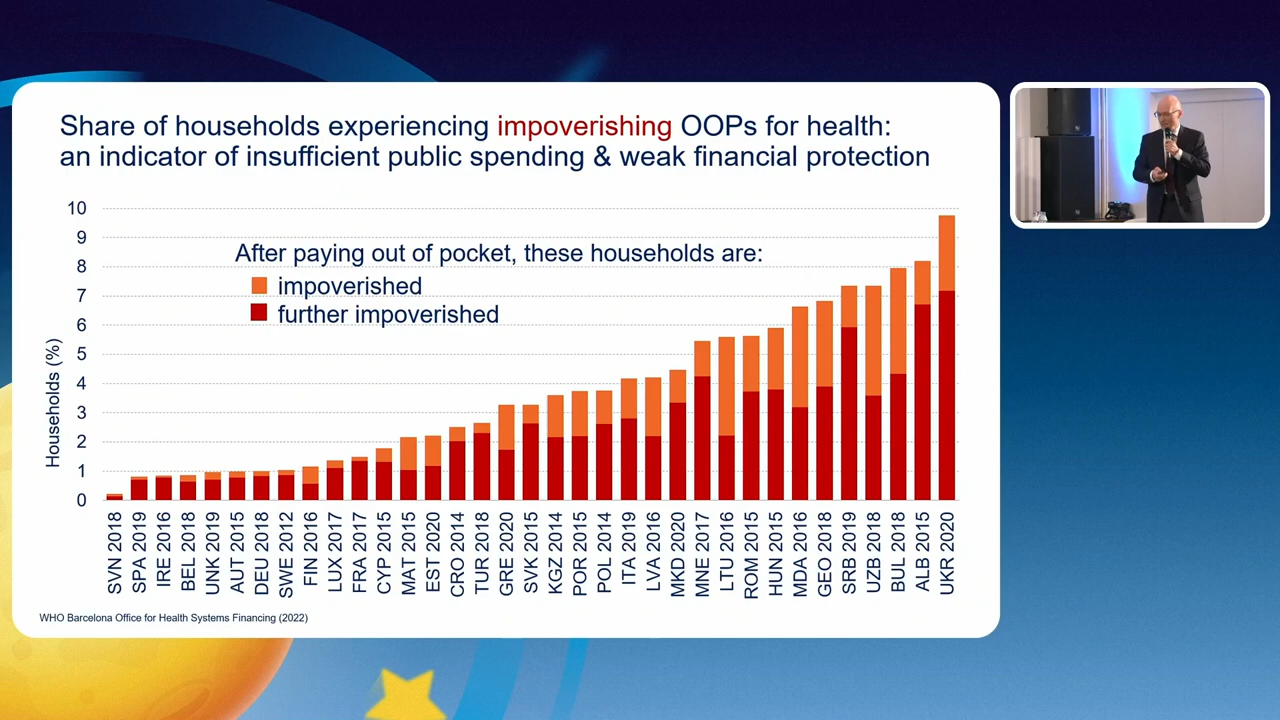 Share of households experiencing impoverishing OOPs for health:
an indicator of insufficient public spending & weak financial protection
10
9
8
7
6
5
4
3
2
1
0
Households (%)
After paying out of pocket, these households are:
impoverished
further impoverished
SVN 2018
SPA 2019
IRE 2016
BEL 2018
UNK 2019
AUT 2015
DEU 2018
SWE 2012
FIN 2016
LUX 2017
FRA 2017
CYP 2015
MAT 2015
EST 2020
CRO 2014
TUR 2018
GRE 2020
SVK 2015
KGZ 2014
POR 2015
POL 2014
ITA 2019
LVA 2016
MKD 2020
MNE 2017
LTU 2016
ROM 2015
HUN 2015
MDA 2016
GEO 2018
SRB 2019
UZB 2018
BUL 2018
ALB 2015
UKR 2020
WHO Barcelona Office for Health Systems Financing (2022)